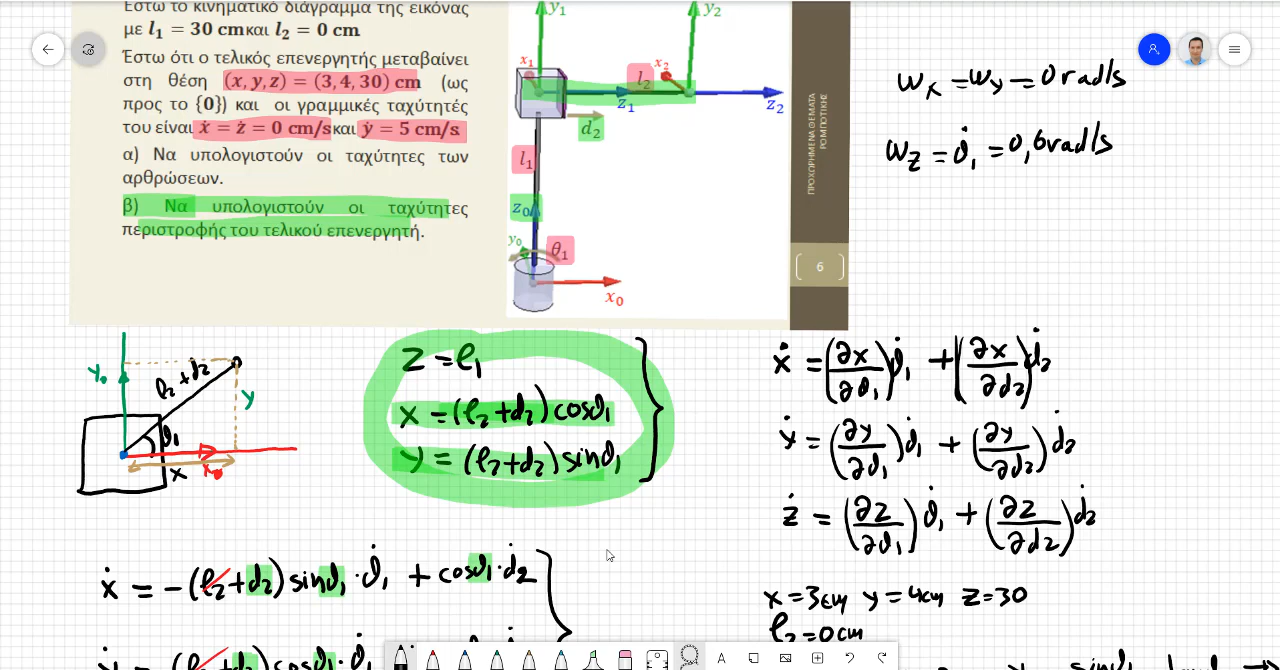 Έστω το κινηματικό διάγραμμα της εικόνας
με l₁ = 30 cm και l₂ = 0 cm
Έστω ότι ο τελικός επενεργητής μεταβαίνει
στη θέση (x, y, z) = (3, 4, 30) cm (ως
προς το {0}) και οι γραμμικές ταχύτητές
του είναι ẋ = ż = 0 cm/s και ẏ = 5 cm/s.
α) Να υπολογιστούν οι ταχύτητες των
αρθρώσεων.
β) Να υπολογιστούν οι ταχύτητες
περιστροφής του τελικού επενεργητή.
y₁
y₂
x₁
l₂
x₂
z₁
z₂
d₂
l₁
z₀
y₀
θ₁
x₀
ΠΡΟΧΩΡΗΜΕΝΑ ΘΕΜΑΤΑ
ΡΟΜΠΟΤΙΚΗΣ
6
ωx = ωy = 0 rad/s
ωz = θ̇₁ = 0,6 rad/s
y₀
l₂+d₂
y
θ₁
x₀
x
z = l₁
x = (l₂+d₂) cosθ₁
y = (l₂+d₂) sinθ₁
ẋ = (∂x/∂θ₁) θ̇₁ + (∂x/∂d₂) ḋ₂
ẏ = (∂y/∂θ₁) θ̇₁ + (∂y/∂d₂) ḋ₂
ż = (∂z/∂θ₁) θ̇₁ + (∂z/∂d₂) ḋ₂
ẋ = -(l₂+d₂) sinθ₁ · θ̇₁ + cosθ₁ · ḋ₂
x = 3cm y = 4cm z = 30
l₂ = 0cm
A